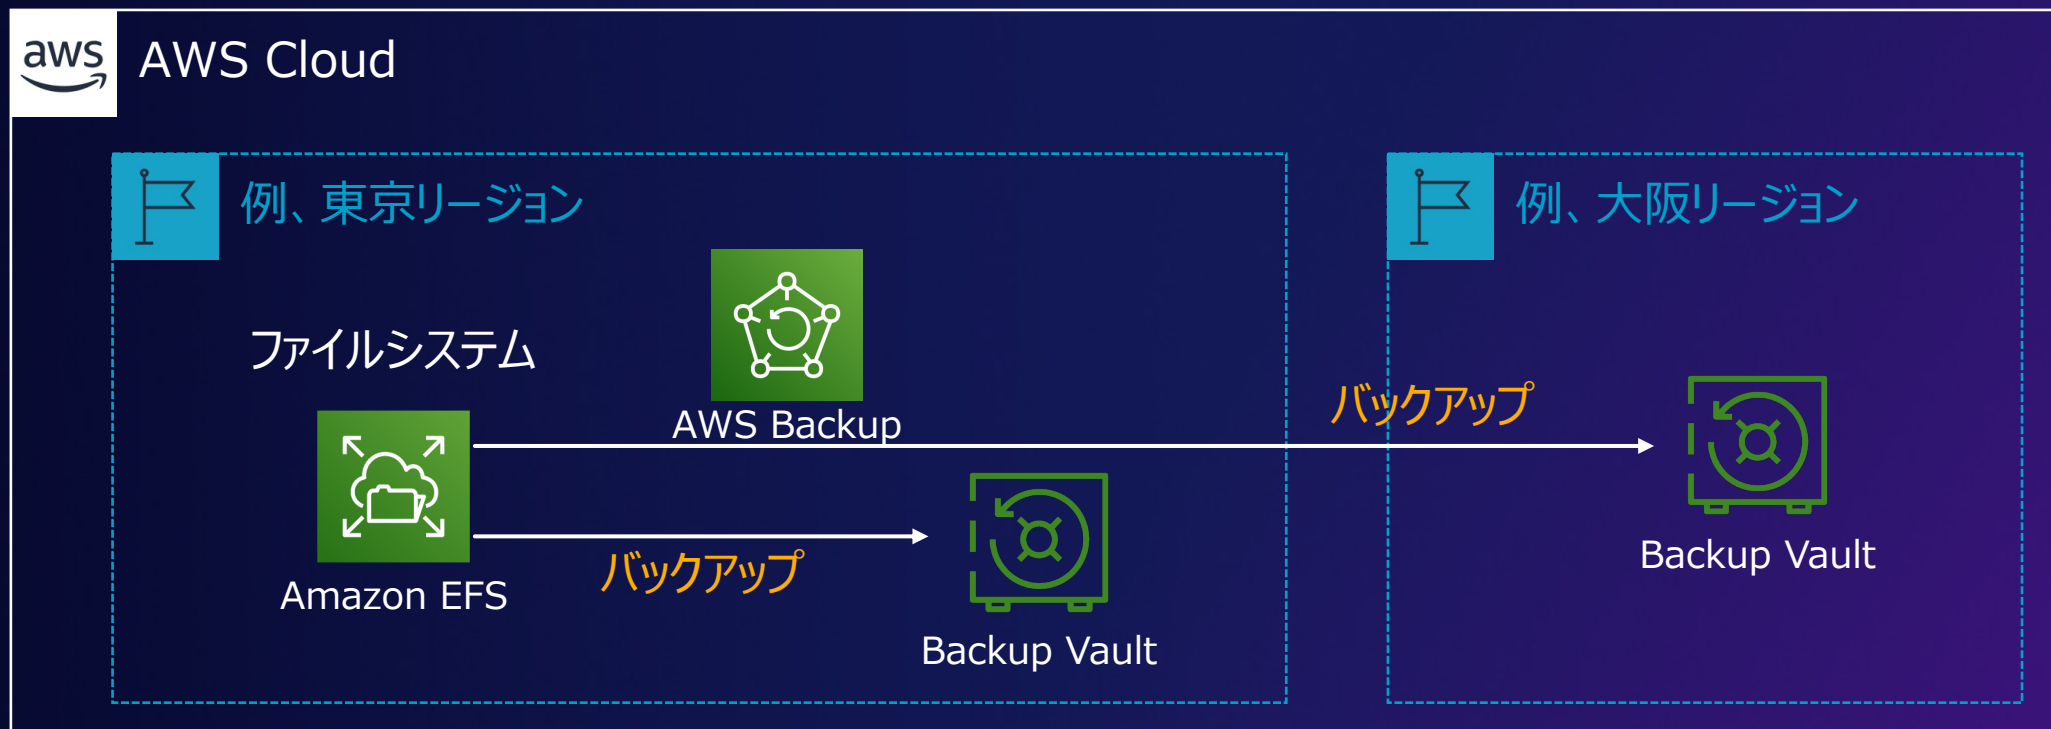 aws
AWS Cloud
例、東京リージョン
例、大阪リージョン
ファイルシステム
AWS Backup
バックアップ
Amazon EFS
バックアップ
Backup Vault
Backup Vault